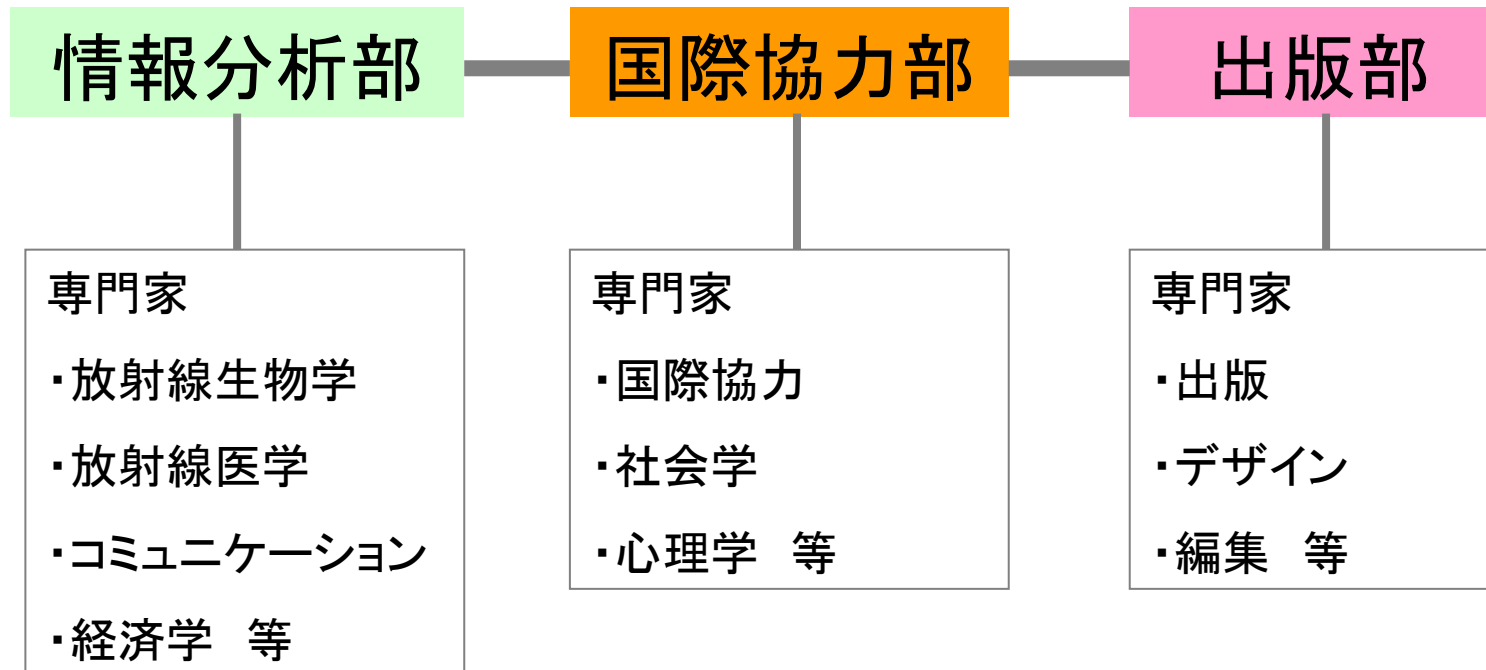 情報分析部
国際協力部
出版部
専門家
・放射線生物学
・放射線医学
・コミュニケーション
・経済学　等
専門家
・国際協力
・社会学
・心理学　等
専門家
・出版
・デザイン
・編集　等